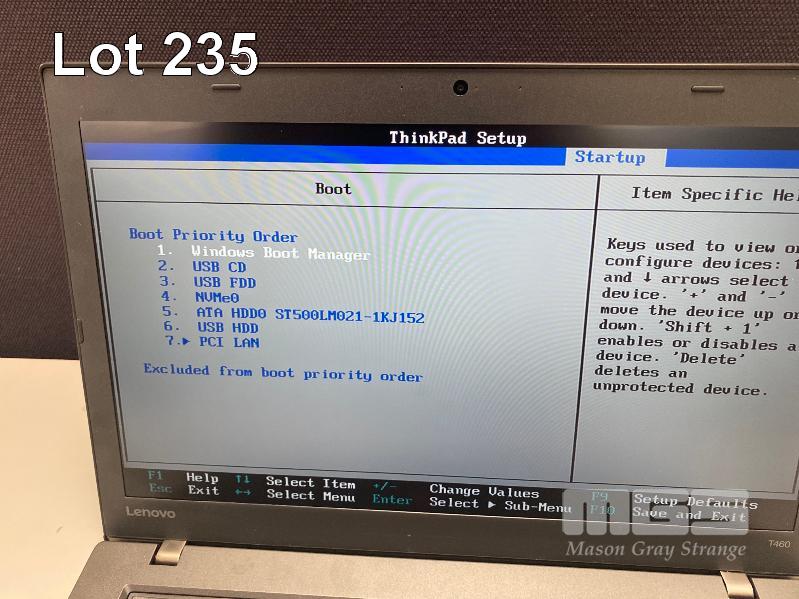 Lot 235
ThinkPad Setup
Startup
Boot
Item Specific He
Boot Priority Order
1. Windows Boot Manager
2. USB CD
3. USB FDD
4. NVMe0
5. ATA HDD0 ST500LM021-1KJ152
6. USB HDD
7.▶ PCI LAN
Excluded from boot priority order
Keys used to view or
configure devices:
and ↓ arrows select
device. '+' and '-'
move the device up or
down. 'Shift + 1'
enables or disables a
device. 'Delete'
deletes an
unprotected device.
F1 Help ↑↓ Select Item +/- Change Values F9 Setup Defaults
Esc Exit ←→ Select Menu Enter Select ▶ Sub-Menu F10 Save and Exit
Lenovo
MGS
Mason Gray Strange
T460